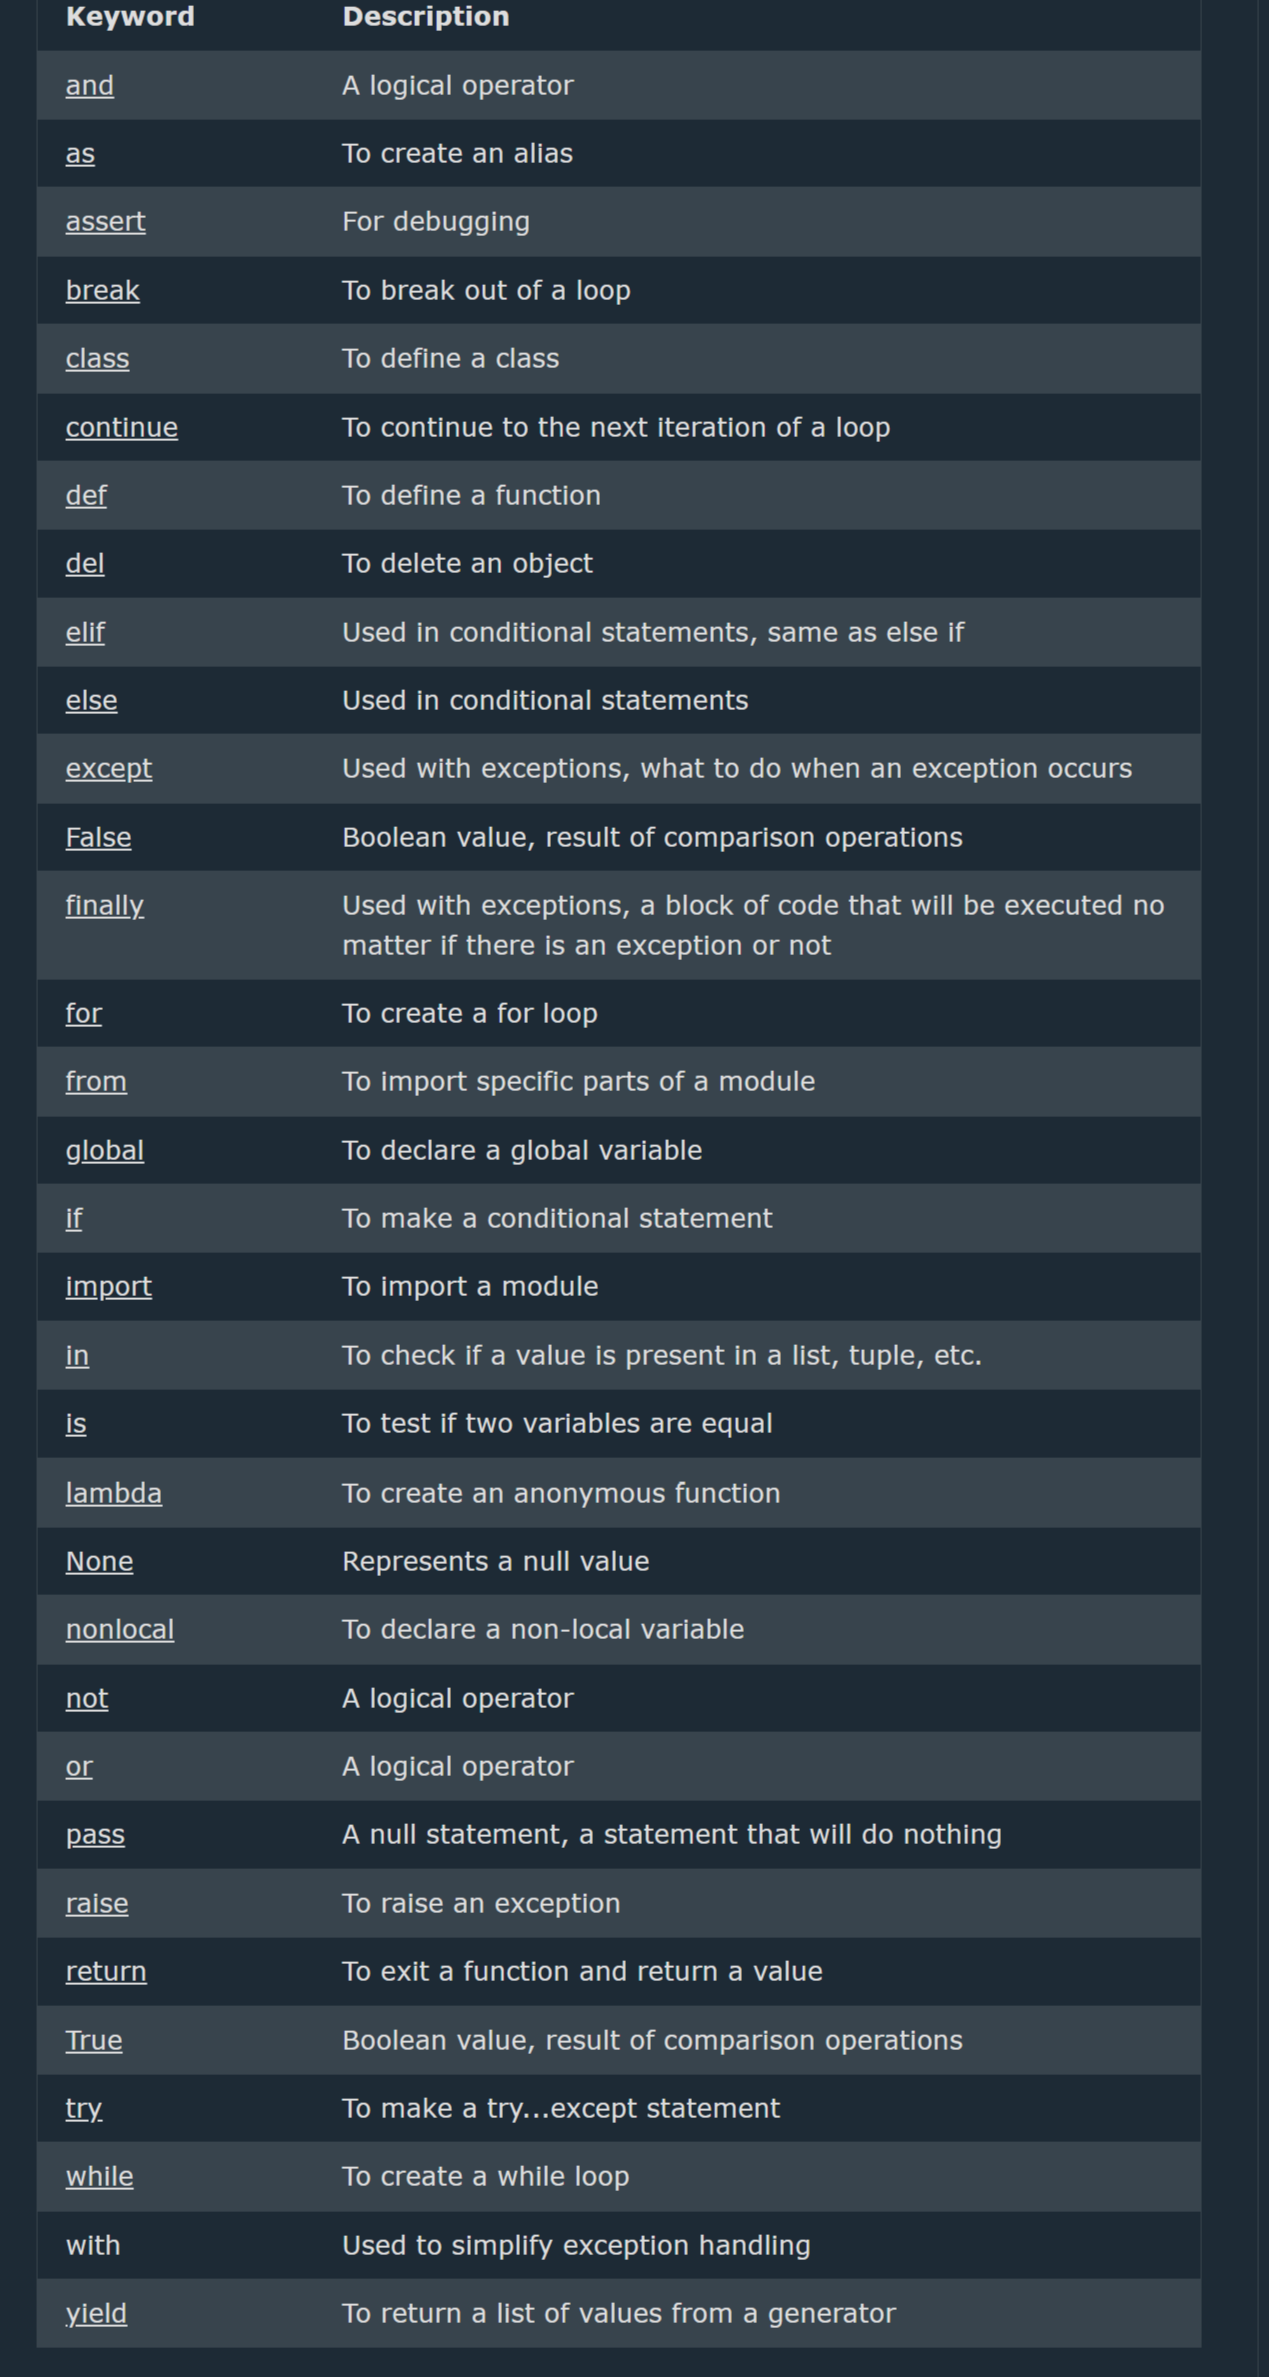 Keyword Description
and A logical operator
as To create an alias
assert For debugging
break To break out of a loop
class To define a class
continue To continue to the next iteration of a loop
def To define a function
del To delete an object
elif Used in conditional statements, same as else if
else Used in conditional statements
except Used with exceptions, what to do when an exception occurs
False Boolean value, result of comparison operations
finally Used with exceptions, a block of code that will be executed no
matter if there is an exception or not
for To create a for loop
from To import specific parts of a module
global To declare a global variable
if To make a conditional statement
import To import a module
in To check if a value is present in a list, tuple, etc.
is To test if two variables are equal
lambda To create an anonymous function
None Represents a null value
nonlocal To declare a non-local variable
not A logical operator
or A logical operator
pass A null statement, a statement that will do nothing
raise To raise an exception
return To exit a function and return a value
True Boolean value, result of comparison operations
try To make a try...except statement
while To create a while loop
with Used to simplify exception handling
yield To return a list of values from a generator